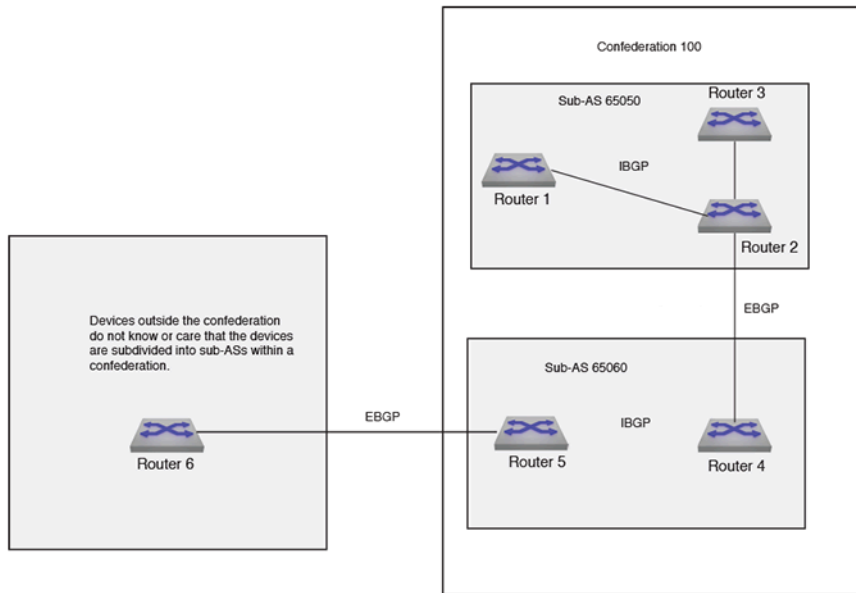 Confederation 100
Sub-AS 65050
Router 3
IBGP
Router 1
Router 2
EBGP
Devices outside the confederation
do not know or care that the devices
are subdivided into sub-ASs within a
confederation.
Sub-AS 65060
EBGP
IBGP
Router 6
Router 5
Router 4